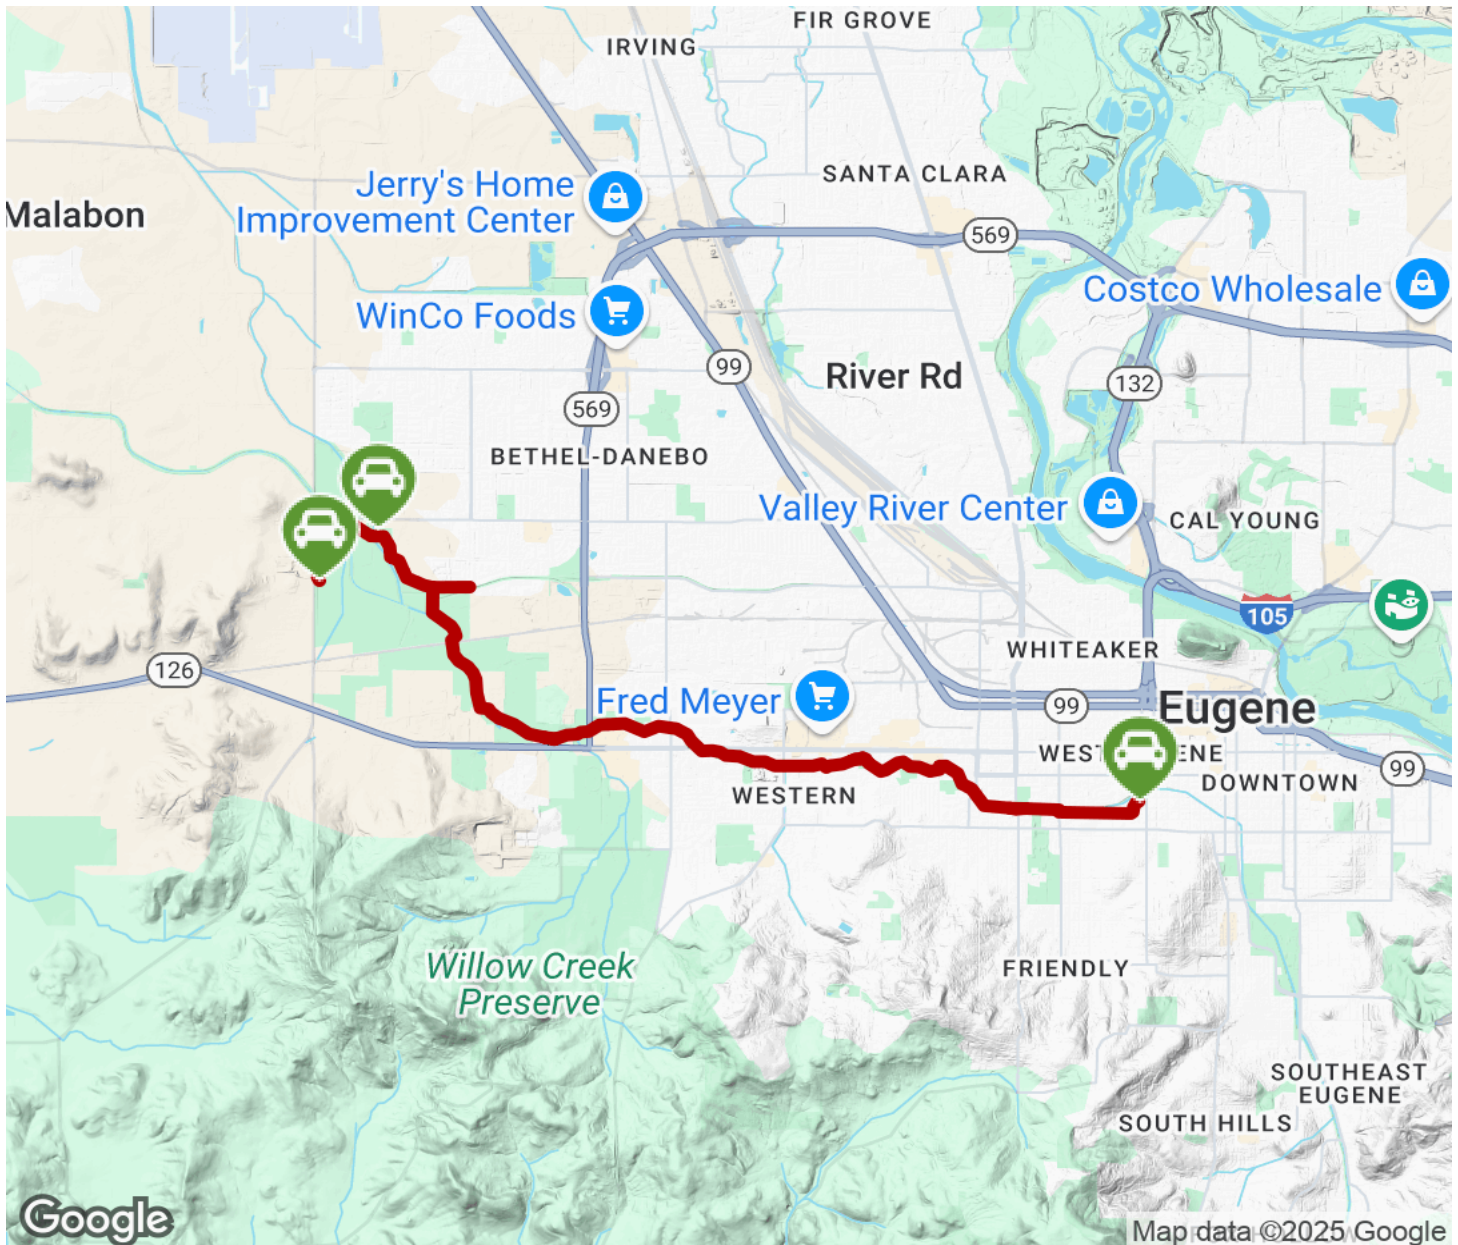 FIR GROVE
IRVING
SANTA CLARA
Jerry's Home
Improvement Center
Malabon
569
Costco Wholesale
WinCo Foods
99
River Rd
132
569
BETHEL-DANEBO
Valley River Center
CAL YOUNG
105
WHITEAKER
126
Fred Meyer
99
Eugene
WEST
ENE
DOWNTOWN
99
WESTERN
Willow Creek
Preserve
FRIENDLY
SOUTHEAST
EUGENE
SOUTH HILLS
Google
Map data ©2025 Google